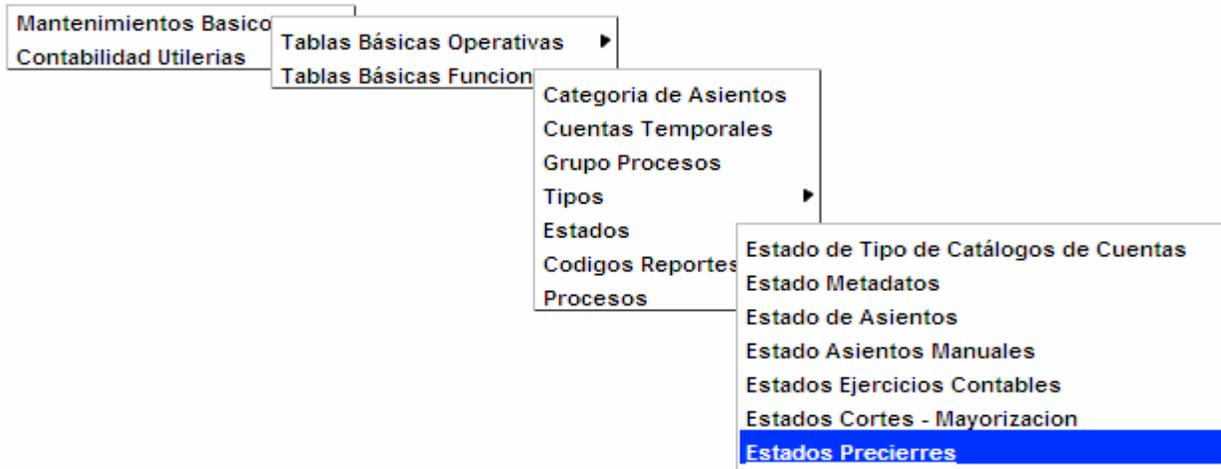 Mantenimientos Basico
Contabilidad Utilerias
Tablas Básicas Operativas
Tablas Básicas Funcion
Categoria de Asientos
Cuentas Temporales
Grupo Procesos
Tipos
Estados
Codigos Reportes
Procesos
Estado de Tipo de Catálogos de Cuentas
Estado Metadatos
Estado de Asientos
Estado Asientos Manuales
Estados Ejercicios Contables
Estados Cortes - Mayorizacion
Estados Precierres